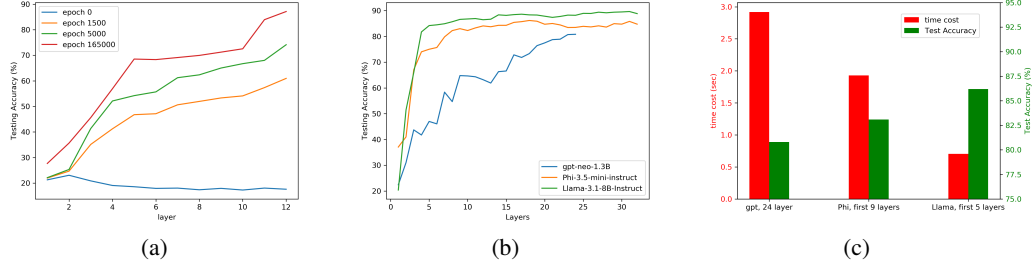 epoch 0
epoch 1500
epoch 5000
epoch 165000
90
80
70
60
50
40
30
20
Testing Accuracy (%)
2
4
6
8
10
12
layer
(a)
90
80
70
60
50
40
30
20
Testing Accuracy (%)
gpt-neo-1.3B
Phi-3.5-mini-instruct
Llama-3.1-8B-Instruct
0
5
10
15
20
25
30
Layers
(b)
3.0
2.5
2.0
1.5
1.0
0.5
0.0
time cost (sec)
time cost
Test Accuracy
95.0
92.5
90.0
87.5
85.0
82.5
80.0
77.5
75.0
Test Accuracy (%)
gpt, 24 layer
Phi, first 9 layers
Llama, first 5 layers
(c)